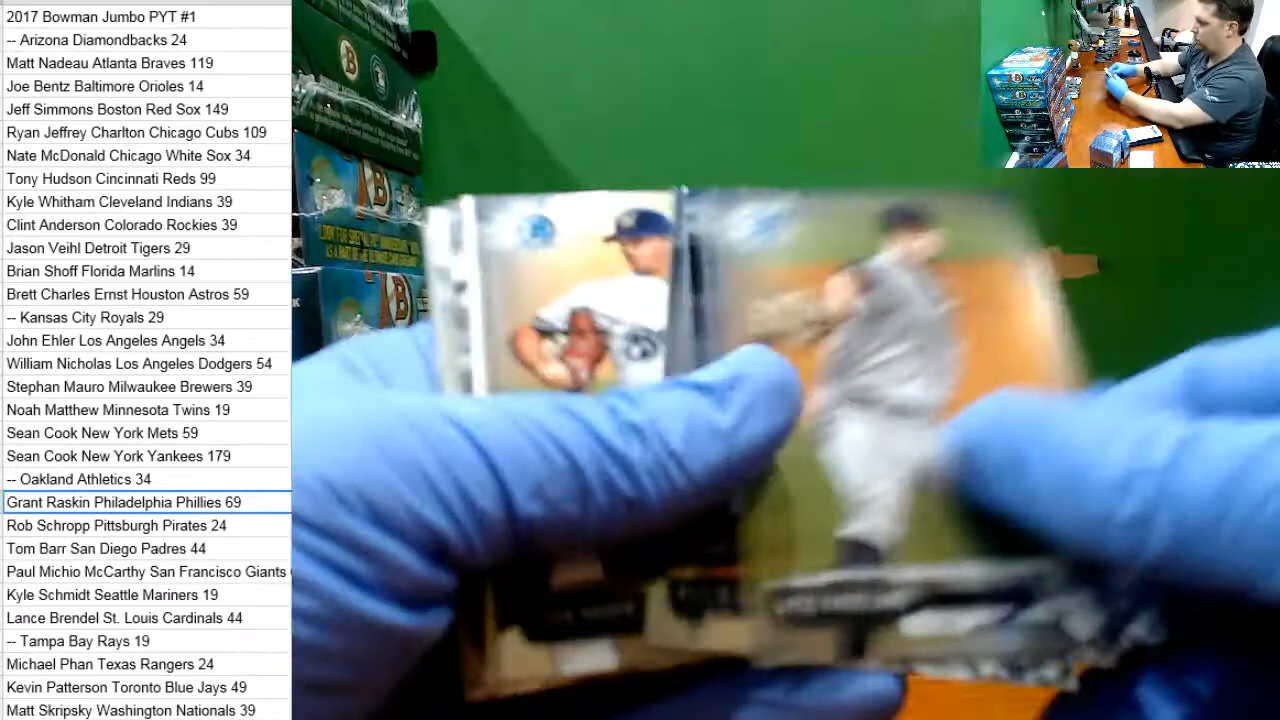 2017 Bowman Jumbo PYT #1
-- Arizona Diamondbacks 24
Matt Nadeau Atlanta Braves 119
Joe Bentz Baltimore Orioles 14
Jeff Simmons Boston Red Sox 149
Ryan Jeffrey Charlton Chicago Cubs 109
Nate McDonald Chicago White Sox 34
Tony Hudson Cincinnati Reds 99
Kyle Whitham Cleveland Indians 39
Clint Anderson Colorado Rockies 39
Jason Veihl Detroit Tigers 29
Brian Shoff Florida Marlins 14
Brett Charles Ernst Houston Astros 59
-- Kansas City Royals 29
John Ehler Los Angeles Angels 34
William Nicholas Los Angeles Dodgers 54
Stephan Mauro Milwaukee Brewers 39
Noah Matthew Minnesota Twins 19
Sean Cook New York Mets 59
Sean Cook New York Yankees 179
-- Oakland Athletics 34
Grant Raskin Philadelphia Phillies 69
Rob Schropp Pittsburgh Pirates 24
Tom Barr San Diego Padres 44
Paul Michio McCarthy San Francisco Giants
Kyle Schmidt Seattle Mariners 19
Lance Brendel St. Louis Cardinals 44
-- Tampa Bay Rays 19
Michael Phan Texas Rangers 24
Kevin Patterson Toronto Blue Jays 49
Matt Skripsky Washington Nationals 39
B
B
LOOK FOR